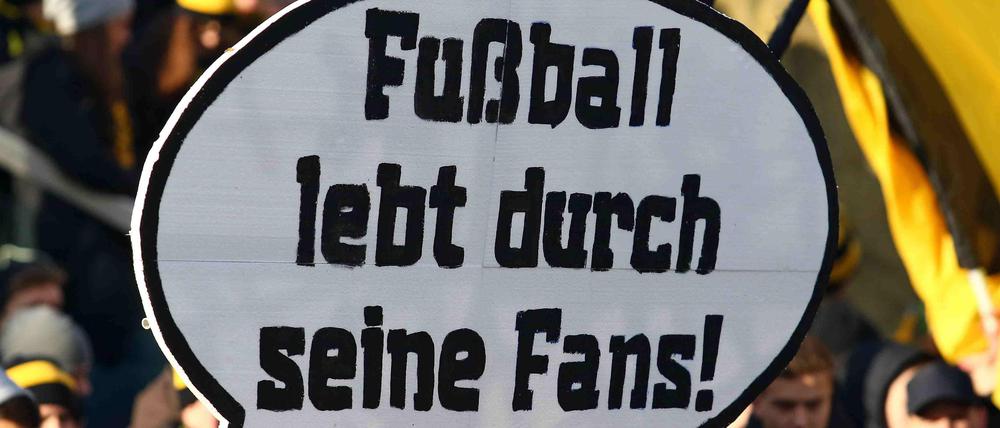 Fußball
lebt durch
seine Fans!